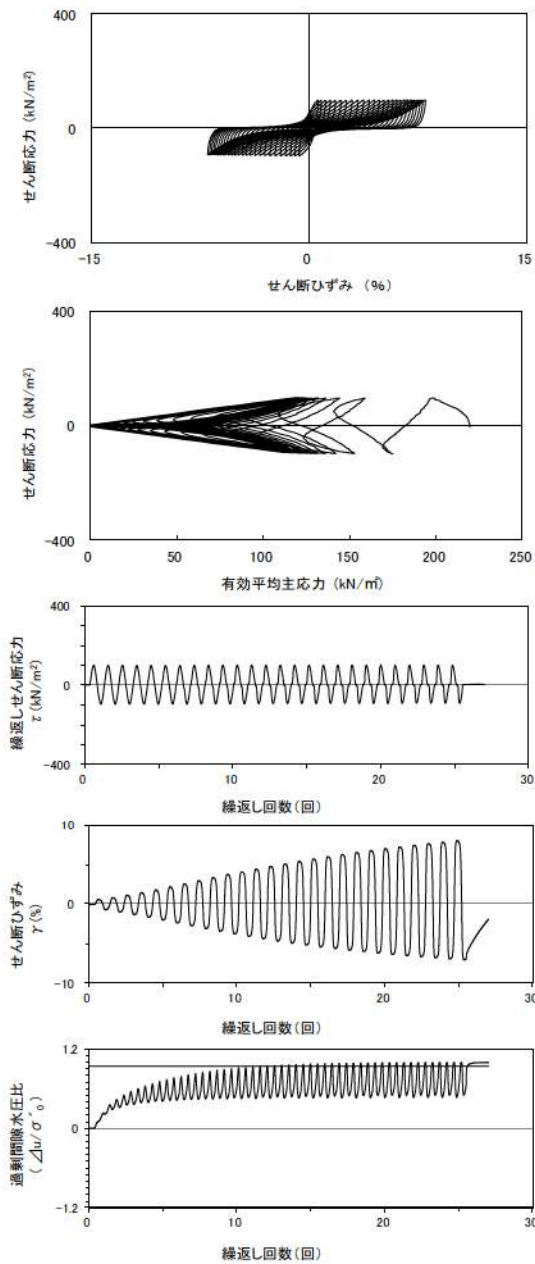 400
0
-400
せん断応力 (kN/m²)
-15
0
15
せん断ひずみ (%)
400
0
-400
せん断応力 (kN/m²)
0
50
100
150
200
250
有効平均主応力 (kN/㎡)
400
0
-400
繰返しせん断応力
τ (kN/m²)
0
10
20
30
繰返し回数(回)
10
0
-10
せん断ひずみ
γ(%)
0
10
20
30
繰返し回数(回)
1.2
0
-1.2
過剰間隙水圧比
(⊿u/σ´₀)
0
10
20
30
繰返し回数(回)